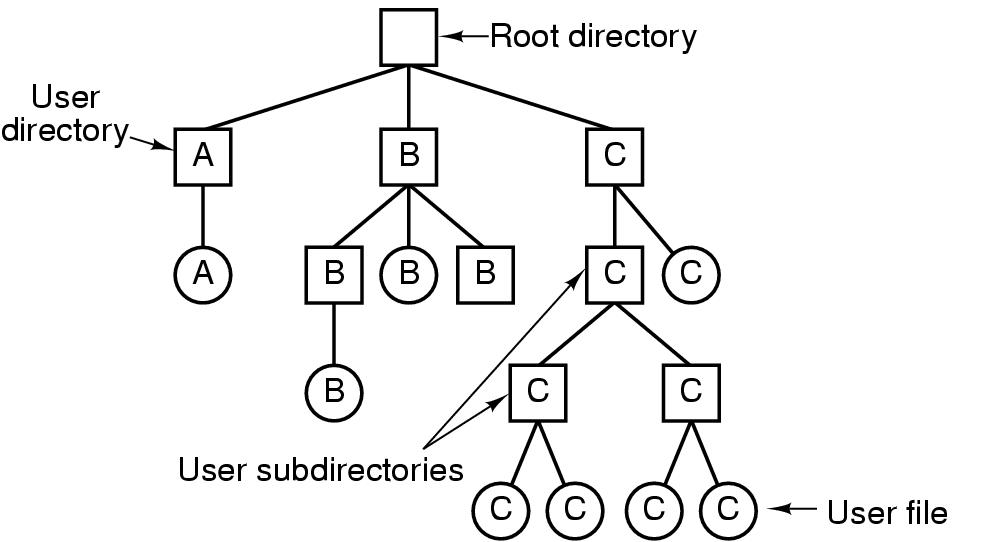 Root directory
User
directory
A
B
C
A
B
B
B
C
C
B
C
C
User subdirectories
C
C
C
C
User file